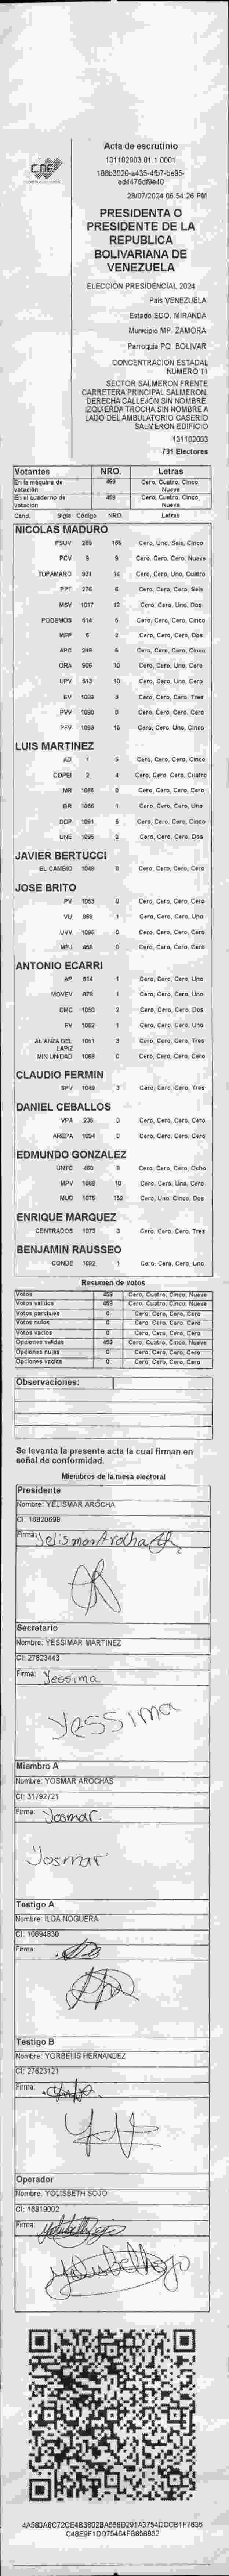 CNE
Acta de escrutinio
131102003.01.1.0001
28/07/2024 06:54:26 PM
PRESIDENTA O
PRESIDENTE DE LA
REPUBLICA
BOLIVARIANA DE
VENEZUELA
ELECCIÓN PRESIDENCIAL 2024
País VENEZUELA
Estado EDO. MIRANDA
Municipio MP. ZAMORA
Parroquia PQ. BOLIVAR
CONCENTRACION ESTADAL
NUMERO 11
SECTOR SALMERON FRENTE
CARRETERA PRINCIPAL SALMERON.
DERECHA CALLEJÓN SIN NOMBRE.
IZQUIERDA TROCHA SIN NOMBRE A
LADO DEL AMBULATORIO CASERIO
SALMERON EDIFICIO
131102003
731 Electores
Votantes NRO. Letras
En la máquina de votación 459 Cero, Cuatro, Cinco, Nueve
En el cuaderno de votación 459 Cero, Cuatro, Cinco, Nueve
Cand. Sigla Código NRO. Letras
NICOLAS MADURO
PSUV 165 Cero, Uno, Seis, Cinco
PCV 9 9 Cero, Cero, Cero, Nueve
TUPAMARO 931 14 Cero, Cero, Uno, Cuatro
PPT 276 6 Cero, Cero, Cero, Seis
MSV 1017 12 Cero, Cero, Uno, Dos
PODEMOS 514 5 Cero, Cero, Cero, Cinco
MEP 6 2 Cero, Cero, Cero, Dos
APC 219 5 Cero, Cero, Cero, Cinco
ORA 905 10 Cero, Cero, Uno, Cero
UPV 513 10 Cero, Cero, Uno, Cero
EV 1089 3 Cero, Cero, Cero, Tres
PVV 1090 0 Cero, Cero, Cero, Cero
PFV 1093 15 Cero, Cero, Uno, Cinco
LUIS MARTINEZ
AD 1 5 Cero, Cero, Cero, Cinco
COPEI 2 4 Cero, Cero, Cero, Cuatro
MR 1065 0 Cero, Cero, Cero, Cero
BR 1066 1 Cero, Cero, Cero, Uno
DDP 1091 5 Cero, Cero, Cero, Cinco
UNE 1095 2 Cero, Cero, Cero, Dos
JAVIER BERTUCCI
EL CAMBIO 1048 0 Cero, Cero, Cero, Cero
JOSE BRITO
PV 1053 0 Cero, Cero, Cero, Cero
VU 989 1 Cero, Cero, Cero, Uno
UVV 1096 0 Cero, Cero, Cero, Cero
MPJ 458 0 Cero, Cero, Cero, Cero
ANTONIO ECARRI
AP 814 1 Cero, Cero, Cero, Uno
MOVEV 976 1 Cero, Cero, Cero, Uno
CMC 1050 2 Cero, Cero, Cero, Dos
FV 1062 1 Cero, Cero, Cero, Uno
ALIANZA DEL LAPIZ 1061 3 Cero, Cero, Cero, Tres
MIN UNIDAD 1068 0 Cero, Cero, Cero, Cero
CLAUDIO FERMIN
SPV 1049 3 Cero, Cero, Cero, Tres
DANIEL CEBALLOS
VPA 235 0 Cero, Cero, Cero, Cero
AREPA 1094 0 Cero, Cero, Cero, Cero
EDMUNDO GONZALEZ
UNTC 460 8 Cero, Cero, Cero, Ocho
MPV 1069 10 Cero, Cero, Uno, Cero
MUD 1076 152 Cero, Uno, Cinco, Dos
ENRIQUE MARQUEZ
CENTRADOS 1073 3 Cero, Cero, Cero, Tres
BENJAMIN RAUSSEO
CONDE 1092 1 Cero, Cero, Cero, Uno
Resumen de votos
Votos 459 Cero, Cuatro, Cinco, Nueve
Votos validos 459 Cero, Cuatro, Cinco, Nueve
Votos parciales 0 Cero, Cero, Cero, Cero
Votos nulos 0 Cero, Cero, Cero, Cero
Votos vacíos 0 Cero, Cero, Cero, Cero
Opciones validas 459 Cero, Cuatro, Cinco, Nueve
Opciones nulas 0 Cero, Cero, Cero, Cero
Opciones vacías 0 Cero, Cero, Cero, Cero
Observaciones:
Se levanta la presente acta la cual firman en
señal de conformidad.
Miembros de la mesa electoral
Presidente
Nombre: YELISMAR AROCHA
CI: 16820698
Firma: Yelismar Arocha
Secretario
Nombre: YESSIMAR MARTINEZ
CI: 27623443
Firma: Yessima
Yessima
Miembro A
Nombre: YOSMAR AROCHAS
CI: 31792721
Firma: Yosmar.
Yosmar
Testigo A
Nombre: ILDA NOGUERA
CI: 10694830
Firma:
Testigo B
Nombre: YORBELIS HERNANDEZ
CI: 27623121
Firma:
Operador
Nombre: YOLISBETH SOJO
CI: 16819002
Firma: